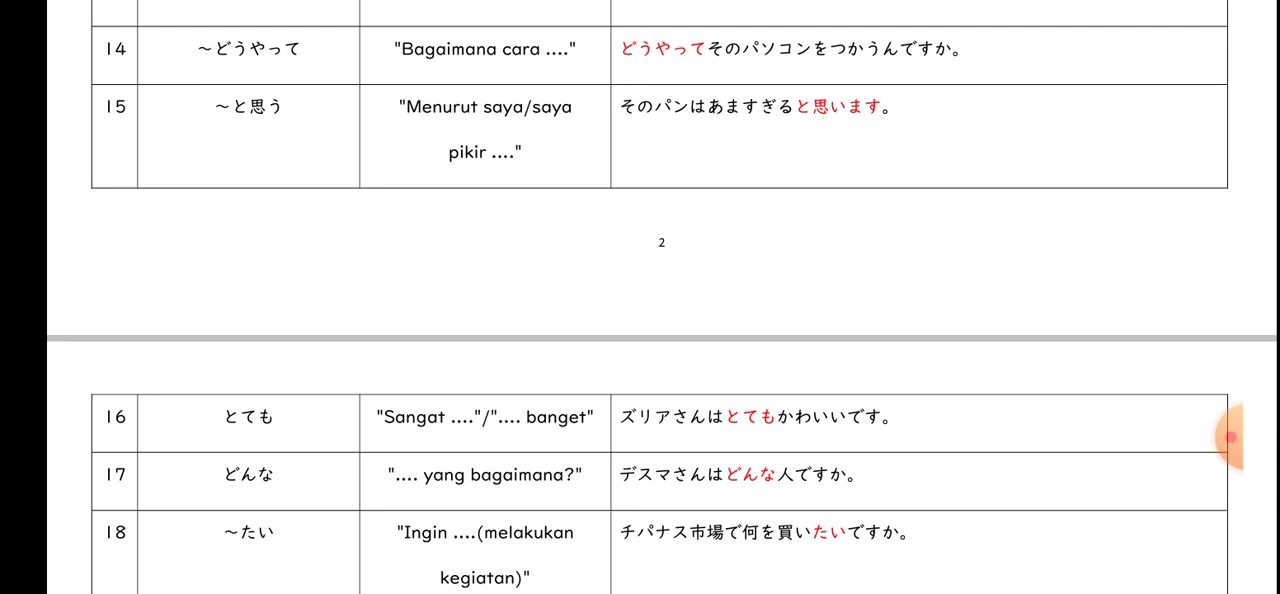 14 ～どうやって "Bagaimana cara ...." どうやってそのパソコンをつかうんですか。
15 ～と思う "Menurut saya/saya そのパンはあますぎると思います。
pikir ...."
2
16 とても "Sangat ...."/".... banget" ズリアさんはとてもかわいいです。
17 どんな ".... yang bagaimana?" デスマさんはどんな人ですか。
18 ～たい "Ingin ....(melakukan チパナス市場で何を買いたいですか。
kegiatan)"